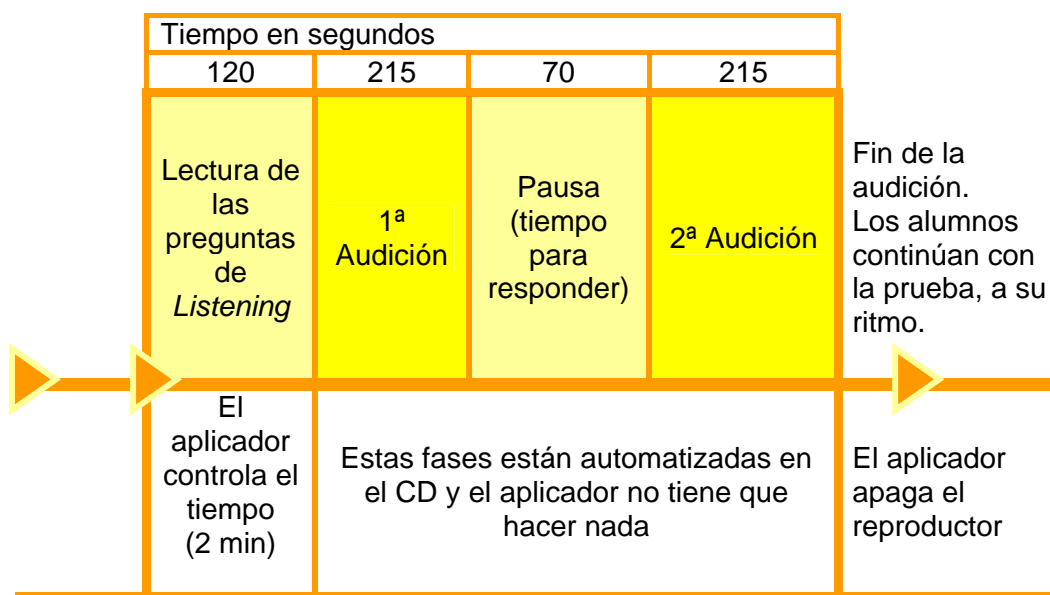 Tiempo en segundos
120 215 70 215
Lectura de
las
preguntas
de
Listening
1ª
Audición
Pausa
(tiempo
para
responder)
2ª Audición
Fin de la
audición.
Los alumnos
continúan con
la prueba, a su
ritmo.
El
aplicador
controla el
tiempo
(2 min)
Estas fases están automatizadas en
el CD y el aplicador no tiene que
hacer nada
El aplicador
apaga el
reproductor